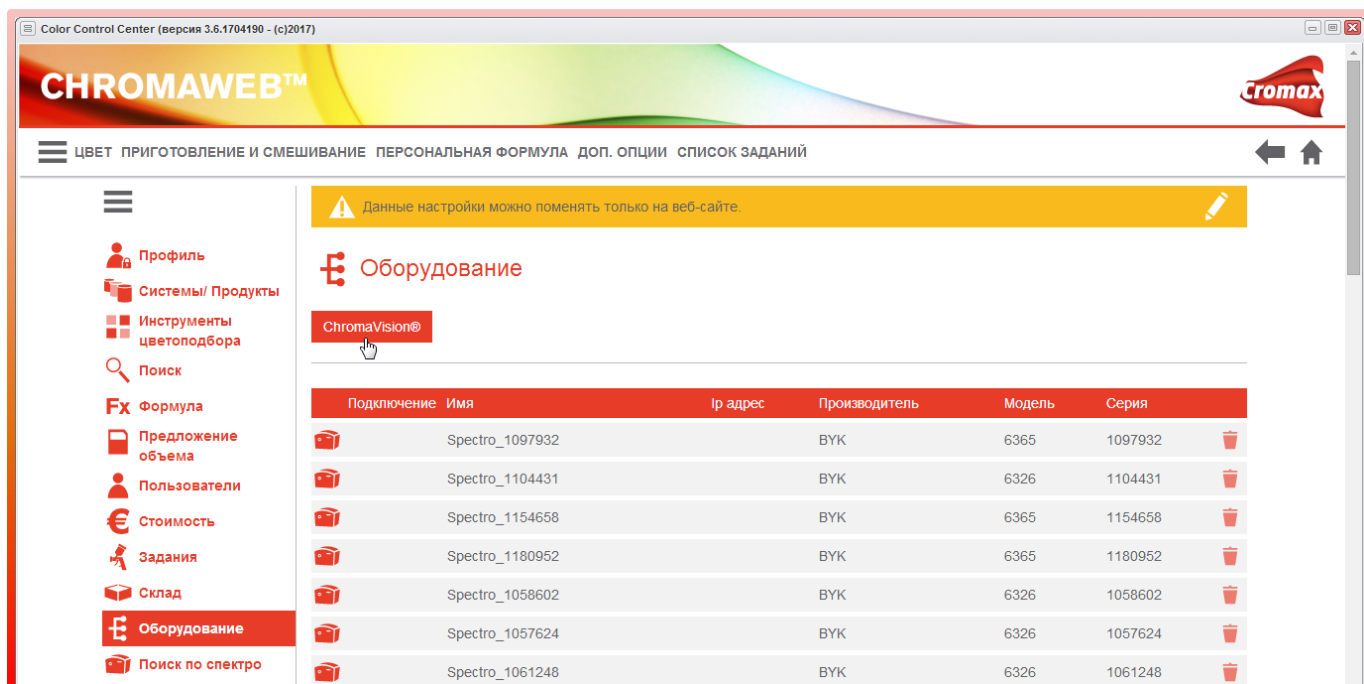 Color Control Center (версия 3.6.1704190 - (c)2017)
CHROMAWEB™
Cromax
ЦВЕТ ПРИГОТОВЛЕНИЕ И СМЕШИВАНИЕ ПЕРСОНАЛЬНАЯ ФОРМУЛА ДОП. ОПЦИИ СПИСОК ЗАДАНИЙ
Данные настройки можно поменять только на веб-сайте.
Профиль
Системы/ Продукты
Инструменты
цветоподбора
Поиск
Fx Формула
Предложение
объема
Пользователи
€ Стоимость
Задания
Склад
Оборудование
Поиск по спектро
Оборудование
ChromaVision®
Подключение Имя Ip адрес Производитель Модель Серия
Spectro_1097932 BYK 6365 1097932
Spectro_1104431 BYK 6326 1104431
Spectro_1154658 BYK 6365 1154658
Spectro_1180952 BYK 6365 1180952
Spectro_1058602 BYK 6326 1058602
Spectro_1057624 BYK 6326 1057624
Spectro_1061248 BYK 6326 1061248